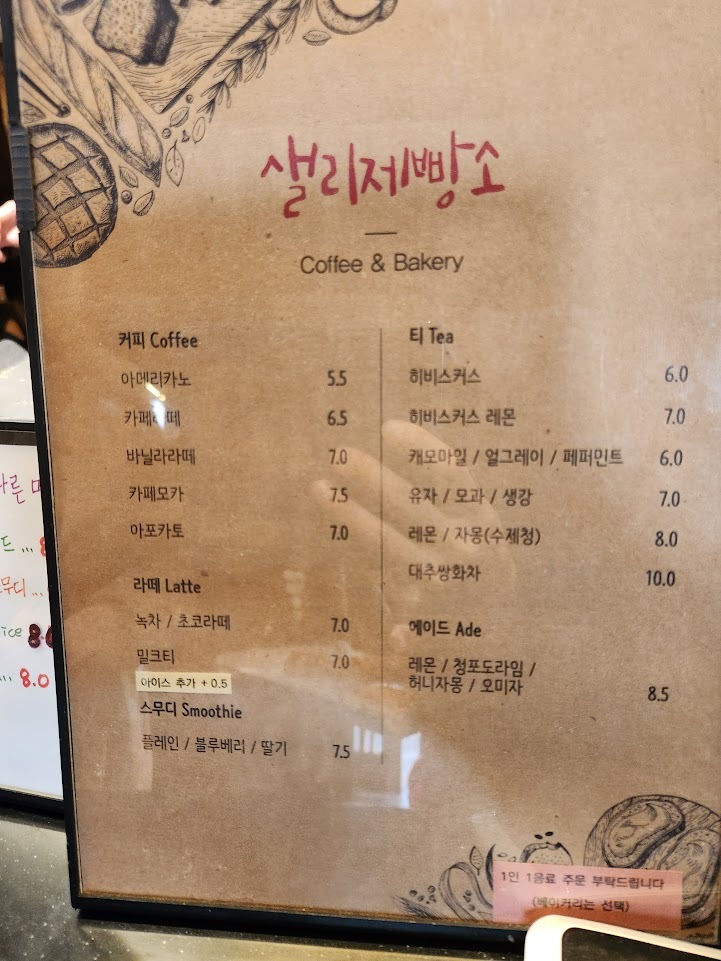 샐리제빵소
Coffee & Bakery
커피 Coffee
아메리카노 5.5
카페라떼 6.5
바닐라라떼 7.0
카페모카 7.5
아포카토 7.0
라떼 Latte
녹차 / 초코라떼 7.0
밀크티 7.0
아이스 추가 + 0.5
스무디 Smoothie
플레인 / 블루베리 / 딸기 7.5
티 Tea
히비스커스 6.0
히비스커스 레몬 7.0
캐모마일 / 얼그레이 / 페퍼민트 6.0
유자 / 모과 / 생강 7.0
레몬 / 자몽(수제청) 8.0
대추쌍화차 10.0
에이드 Ade
레몬 / 청포도라임 /
허니자몽 / 오미자 8.5
1인 1음료 주문 부탁드립니다
(베이커리는 선택)
ice
... 8.0